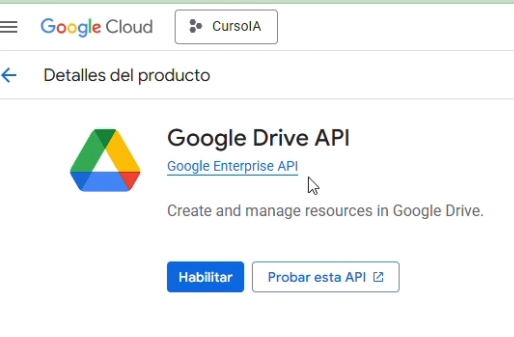 Google Cloud
CursoIA
Detalles del producto
Google Drive API
Google Enterprise API
Create and manage resources in Google Drive.
Habilitar
Probar esta API